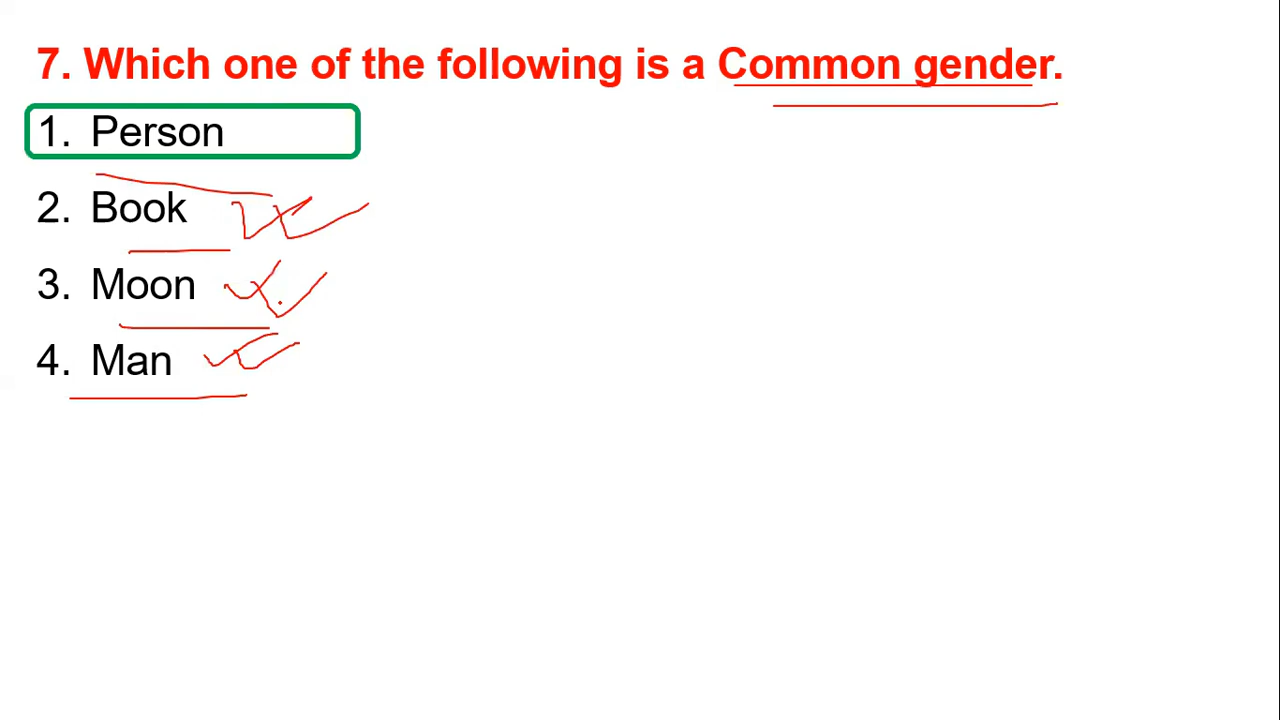 7. Which one of the following is a Common gender.
1. Person
2. Book
3. Moon
4. Man